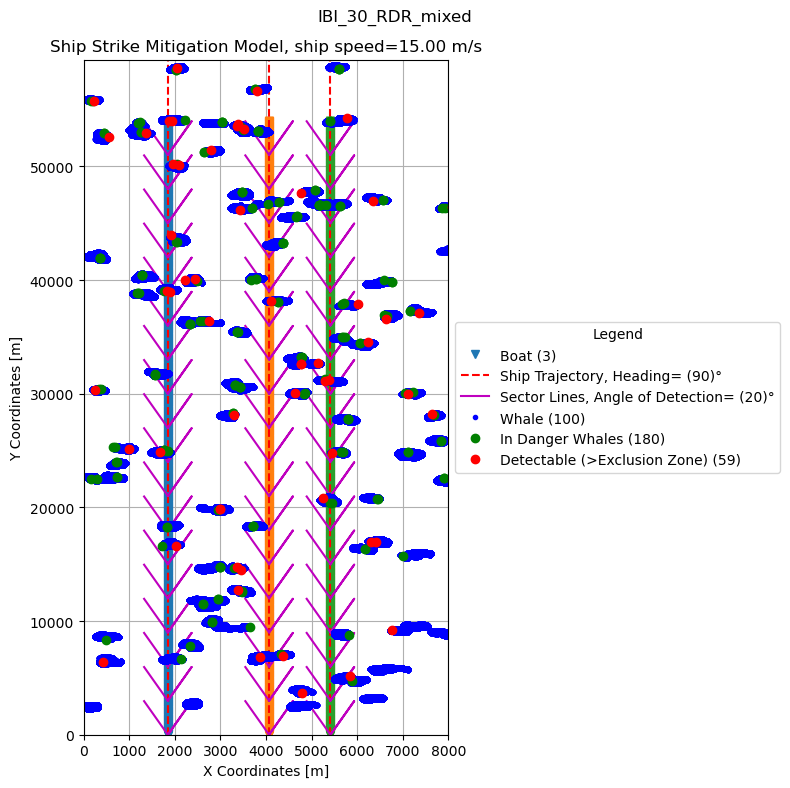 IBI_30_RDR_mixed
Ship Strike Mitigation Model, ship speed=15.00 m/s
Y Coordinates [m]
50000
40000
30000
20000
10000
0
0 1000 2000 3000 4000 5000 6000 7000 8000
X Coordinates [m]
Legend
Boat (3)
Ship Trajectory, Heading= (90)°
Sector Lines, Angle of Detection= (20)°
Whale (100)
In Danger Whales (180)
Detectable (>Exclusion Zone) (59)